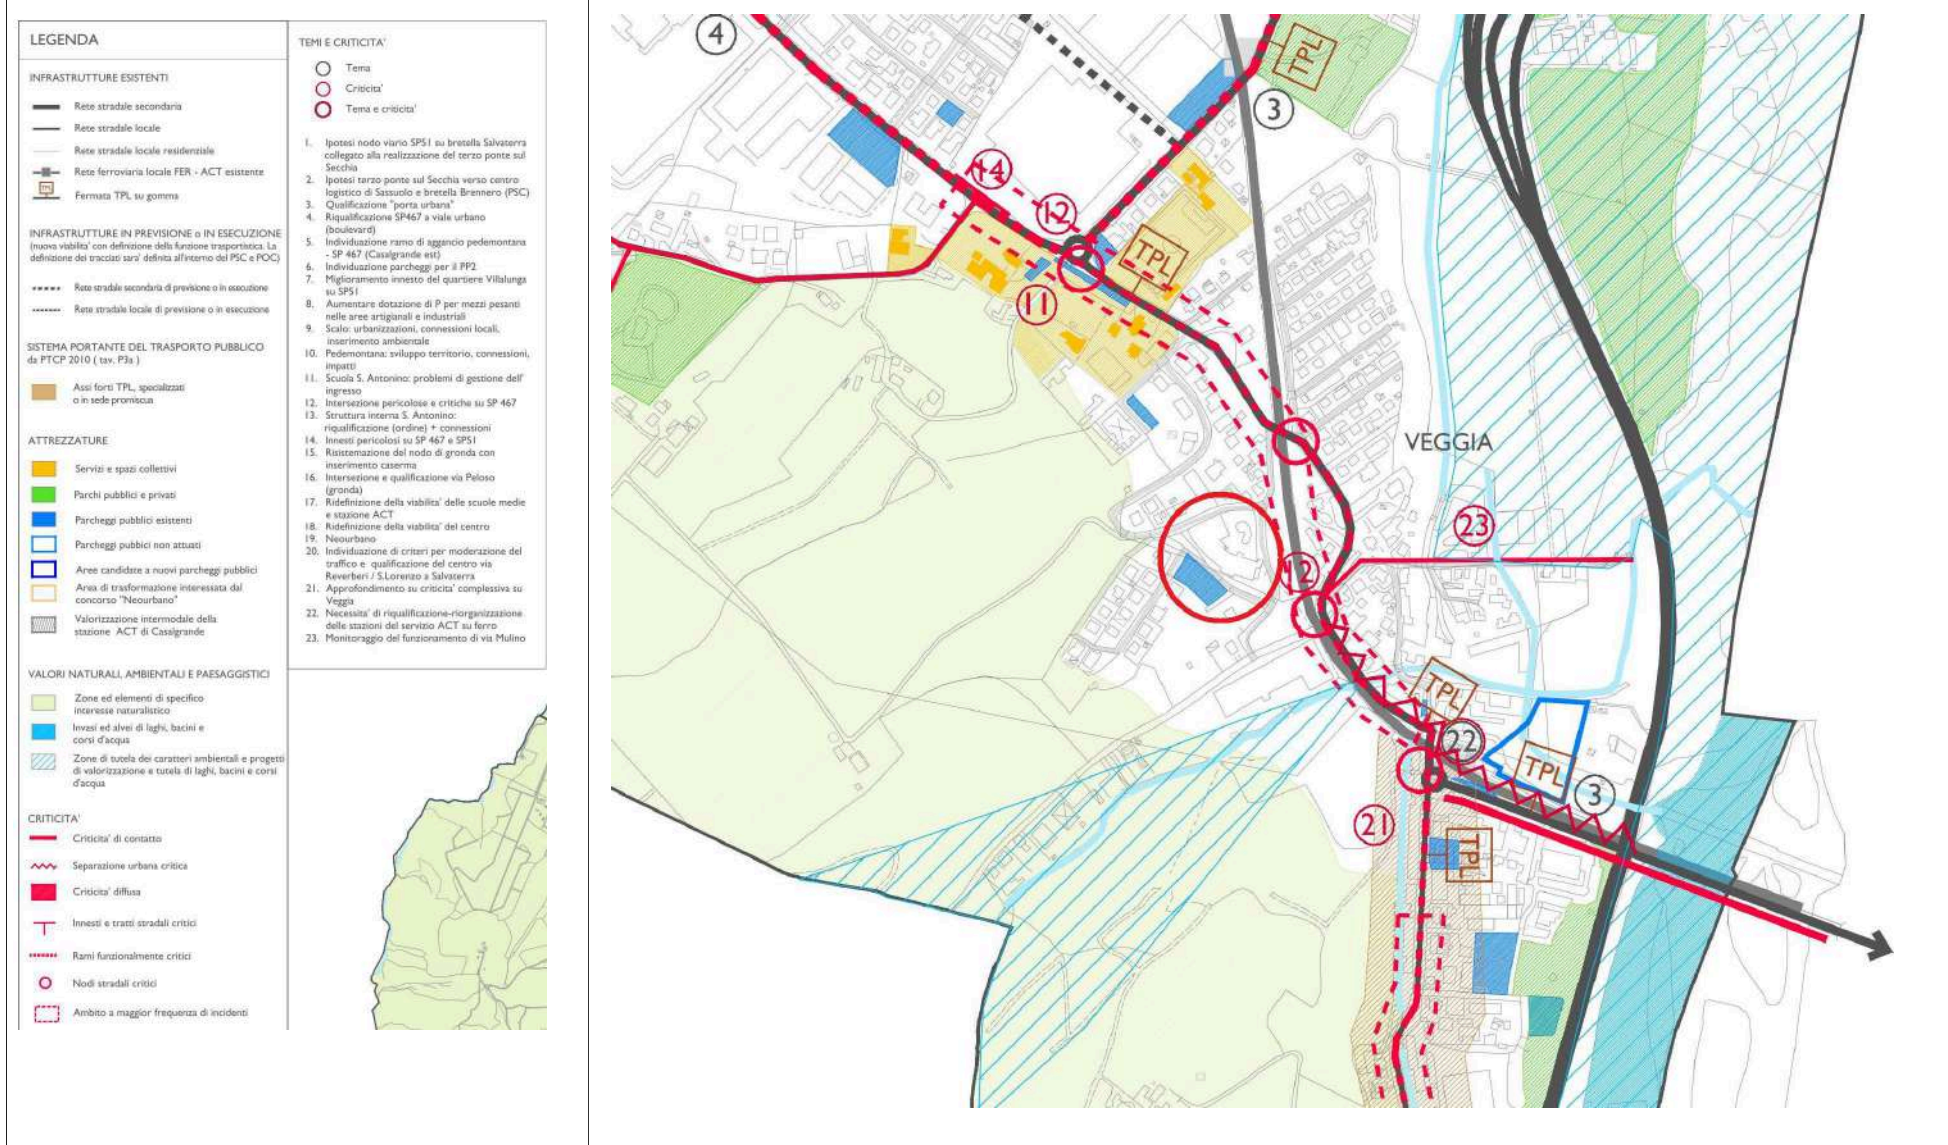 LEGENDA
INFRASTRUTTURE ESISTENTI
Rete stradale secondaria
Rete stradale locale
Rete stradale locale residenziale
Rete ferroviaria locale FER - ACT esistente
Fermata TPL su gomma
INFRASTRUTTURE IN PREVISIONE o IN ESECUZIONE
(nuova viabilita' con definizione della funzione trasportistica. La
definizione dei tracciati sara' definita all'interno del PSC e POC)
Rete stradale secondaria di previsione o in esecuzione
Rete stradale locale di previsione o in esecuzione
SISTEMA PORTANTE DEL TRASPORTO PUBBLICO
da PTCP 2010 ( tav. P3a )
Assi forti TPL, specializzati
o in sede promiscua
ATTREZZATURE
Servizi e spazi collettivi
Parchi pubblici e privati
Parcheggi pubblici esistenti
Parcheggi pubbici non attuati
Aree candidate a nuovi parcheggi pubblici
Area di trasformazione interessata dal
concorso "Neourbano"
Valorizzazione intermodale della
stazione ACT di Casalgrande
VALORI NATURALI, AMBIENTALI E PAESAGGISTICI
Zone ed elementi di specifico
interesse naturalistico
Invasi ed alvei di laghi, bacini e
corsi d'acqua
Zone di tutela dei caratteri ambientali e progetti
di valorizzazione e tutela di laghi, bacini e corsi
d'acqua
CRITICITA'
Criticita' di contatto
Separazione urbana critica
Criticita' diffusa
Innesti e tratti stradali critici
Rami funzionalmente critici
Nodi stradali critici
Ambito a maggior frequenza di incidenti
TEMI E CRITICITA'
Tema
Criticita'
Tema e criticita'
1. Ipotesi nodo viario SP51 su bretella Salvaterra
collegato alla realizzazione del terzo ponte sul
Secchia
2. Ipotesi terzo ponte sul Secchia verso centro
logistico di Sassuolo e bretella Brennero (PSC)
3. Qualificazione "porta urbana"
4. Riqualificazione SP467 a viale urbano
(boulevard)
5. Individuazione ramo di aggancio pedemontana
- SP 467 (Casalgrande est)
6. Individuazione parcheggi per il PP2
7. Miglioramento innesto del quartiere Villalunga
su SP51
8. Aumentare dotazione di P per mezzi pesanti
nelle aree artigianali e industriali
9. Scalo: urbanizzazioni, connessioni locali,
inserimento ambientale
10. Pedemontana: sviluppo territorio, connessioni,
impatti
11. Scuola S. Antonino: problemi di gestione dell'
ingresso
12. Intersezione pericolose e critiche su SP 467
13. Struttura interna S. Antonino:
riqualificazione (ordine) + connessioni
14. Innesti pericolosi su SP 467 e SP51
15. Risistemazione del nodo di gronda con
inserimento caserma
16. Intersezione e qualificazione via Peloso
(gronda)
17. Ridefinizione della viabilita' delle scuole medie
e stazione ACT
18. Ridefinizione della viabilita' del centro
19. Neourbano
20. Individuazione di criteri per moderazione del
traffico e qualificazione del centro via
Reverberi / S.Lorenzo a Salvaterra
21. Approfondimento su criticita' complessiva su
Veggia
22. Necessita' di riqualificazione-riorganizzazione
delle stazioni del servizio ACT su ferro
23. Monitoraggio del funzionamento di via Mulino
4
TPL
3
14
12
TPL
11
VEGGIA
23
12
TPL
22
TPL
3
21
TPL